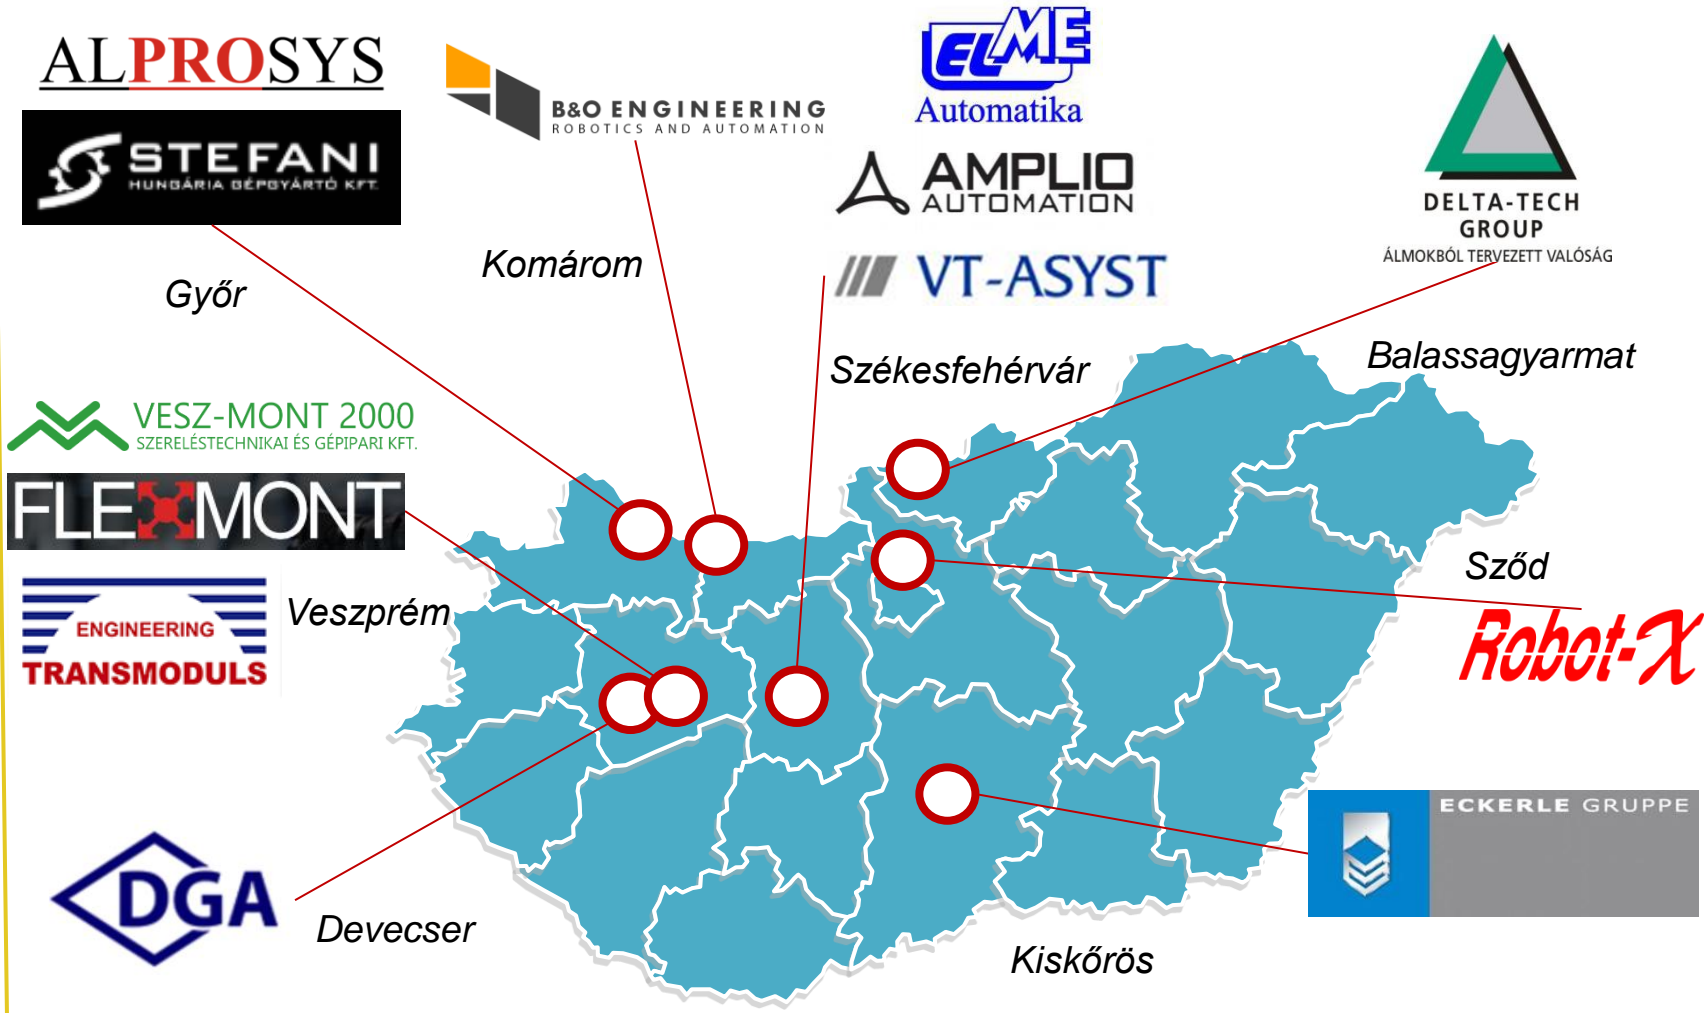 ALPROSYS
STEFANI
HUNGÁRIA GÉPGYÁRTÓ KFT.
Győr
B&O ENGINEERING
ROBOTICS AND AUTOMATION
Komárom
ELME
Automatika
AMPLIO
AUTOMATION
VT-ASYST
Székesfehérvár
DELTA-TECH
GROUP
ÁLMOKBÓL TERVEZETT VALÓSÁG
Balassagyarmat
VESZ-MONT 2000
SZERELÉSTECHNIKAI ÉS GÉPIPARI KFT.
FLEXMONT
ENGINEERING
TRANSMODULS
Veszprém
Sződ
Robot-X
DGA
Devecser
ECKERLE GRUPPE
Kiskőrös